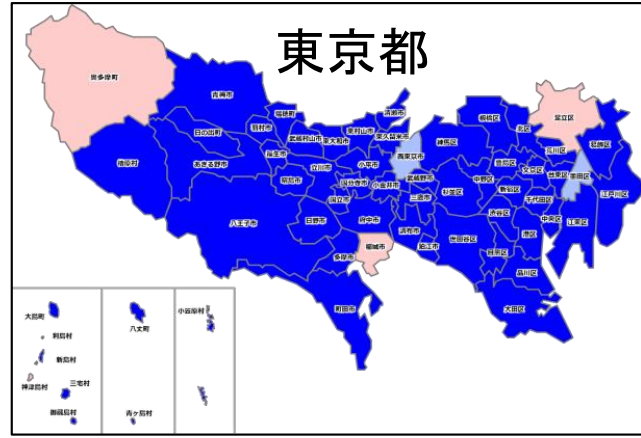 東京都
奥多摩町
青梅市
瑞穂町
清瀬市
板橋区
足立区
北区
日の出町
羽村市
武蔵村山市
東村山市
東大和市
東久留米市
西東京市
練馬区
荒川区
葛飾区
檜原村
あきる野市
福生市
立川市
小平市
豊島区
文京区
台東区
墨田区
昭島市
国分寺市
小金井市
武蔵野市
中野区
杉並区
新宿区
千代田区
江戸川区
国立市
三鷹市
渋谷区
中央区
江東区
八王子市
日野市
府中市
調布市
狛江市
世田谷区
目黒区
港区
稲城市
多摩市
品川区
町田市
大田区
大島町
八丈町
小笠原村
利島村
新島村
神津島村
三宅村
御蔵島村
青ヶ島村